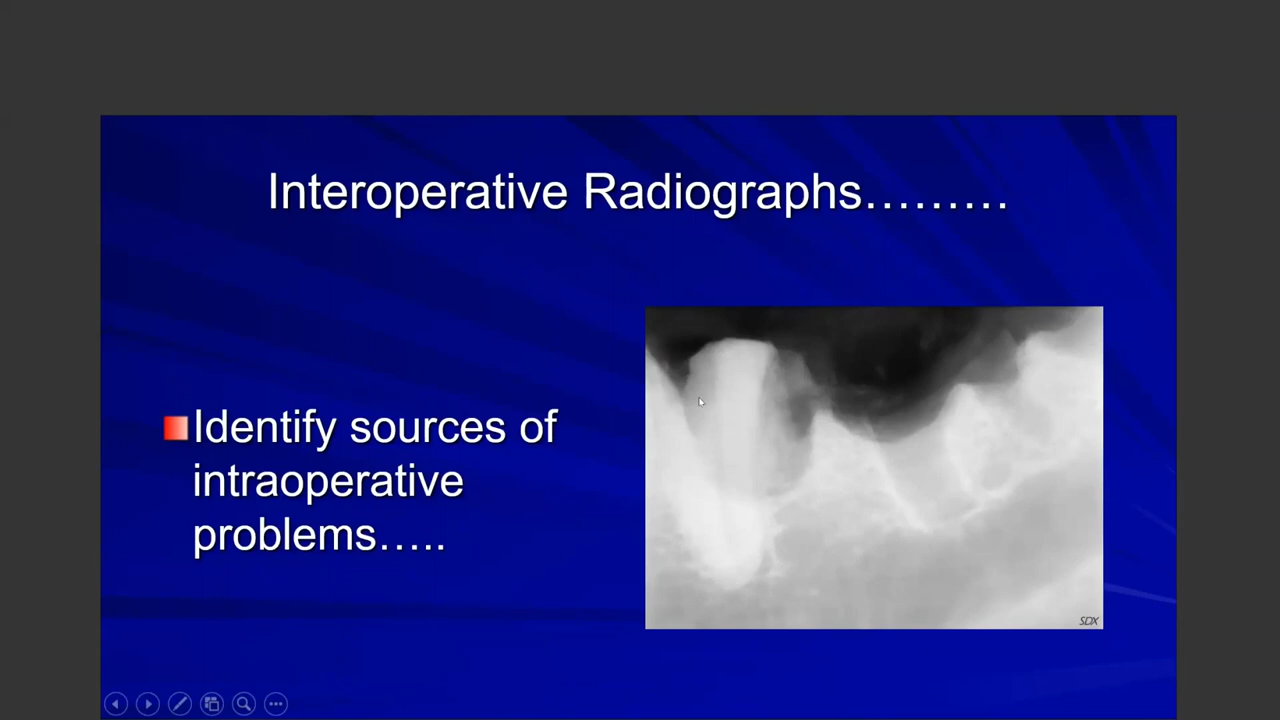 Interoperative Radiographs………
Identify sources of
intraoperative
problems…..
SDX